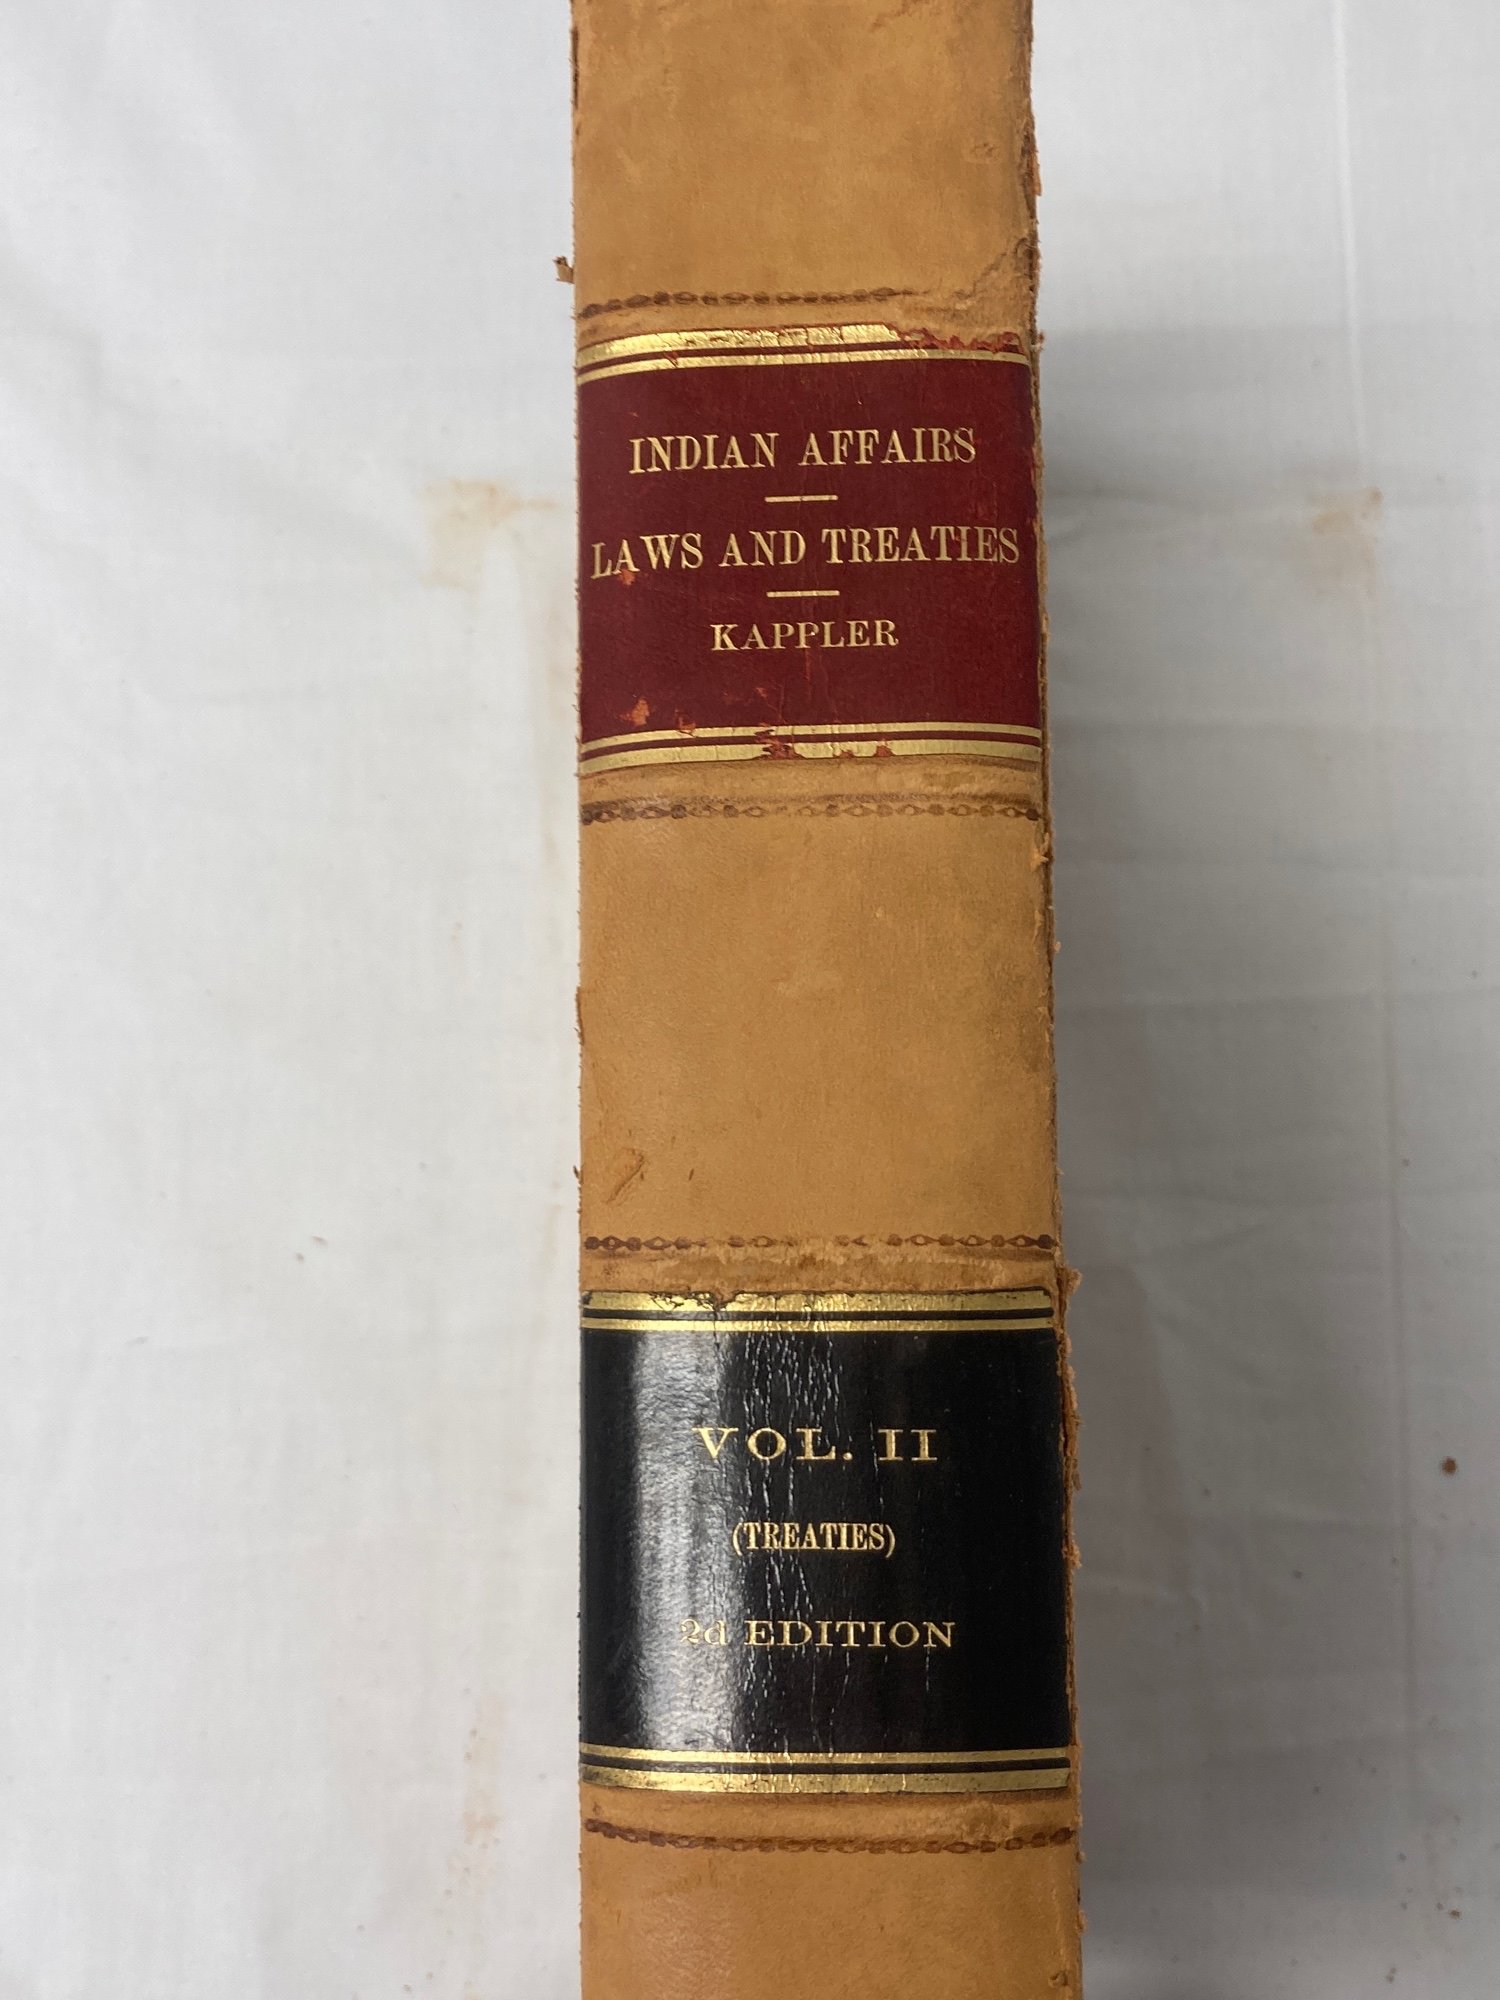 INDIAN AFFAIRS
LAWS AND TREATIES
KAPPLER
VOL. II
(TREATIES)
2d EDITION